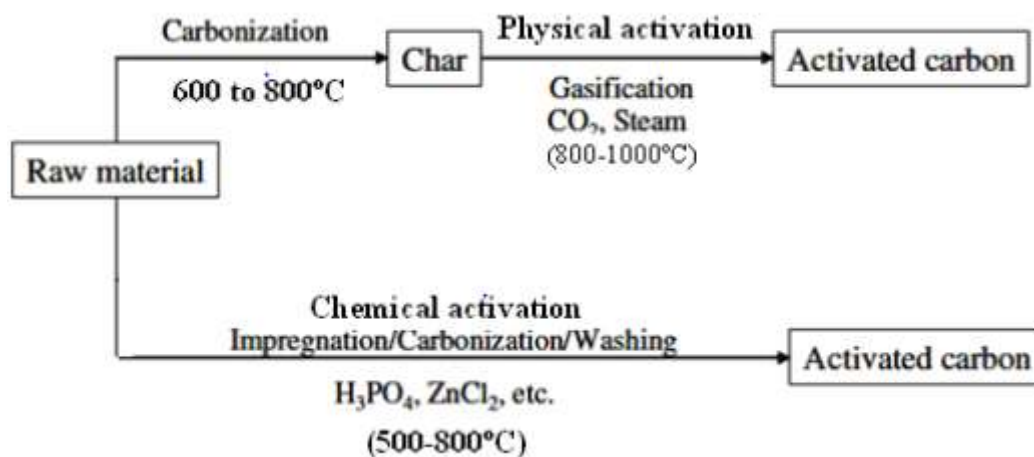 Carbonization
600 to 800°C
Char
Physical activation
Gasification
CO₂, Steam
(800-1000°C)
Activated carbon
Raw material
Chemical activation
Impregnation/Carbonization/Washing
H₃PO₄, ZnCl₂, etc.
(500-800°C)
Activated carbon